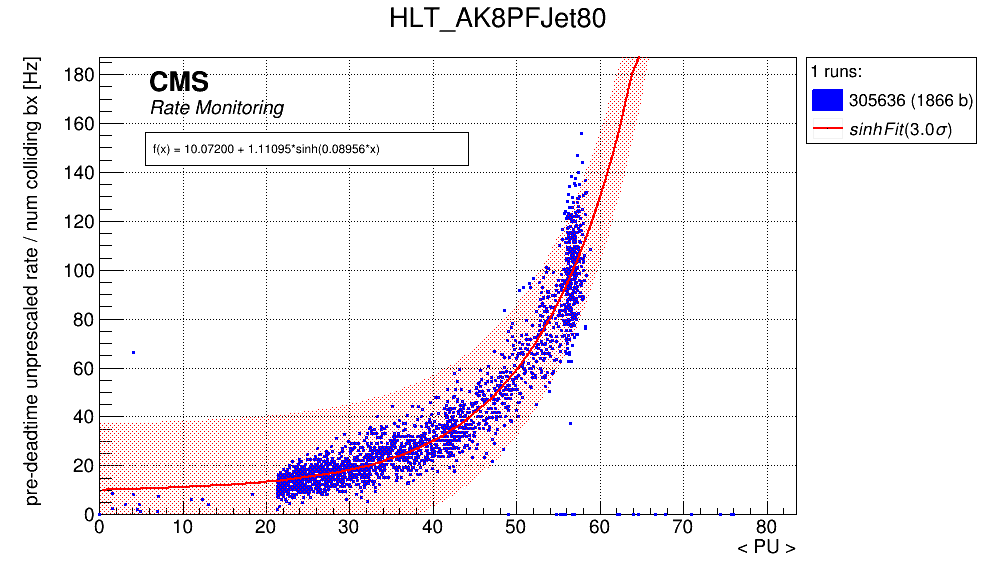 HLT_AK8PFJet80
pre-deadtime unprescaled rate / num colliding bx [Hz]
CMS
Rate Monitoring
f(x) = 10.07200 + 1.11095*sinh(0.08956*x)
180
160
140
120
100
80
60
40
20
0
0 10 20 30 40 50 60 70 80
< PU >
1 runs:
305636 (1866 b)
sinhFit(3.0σ)